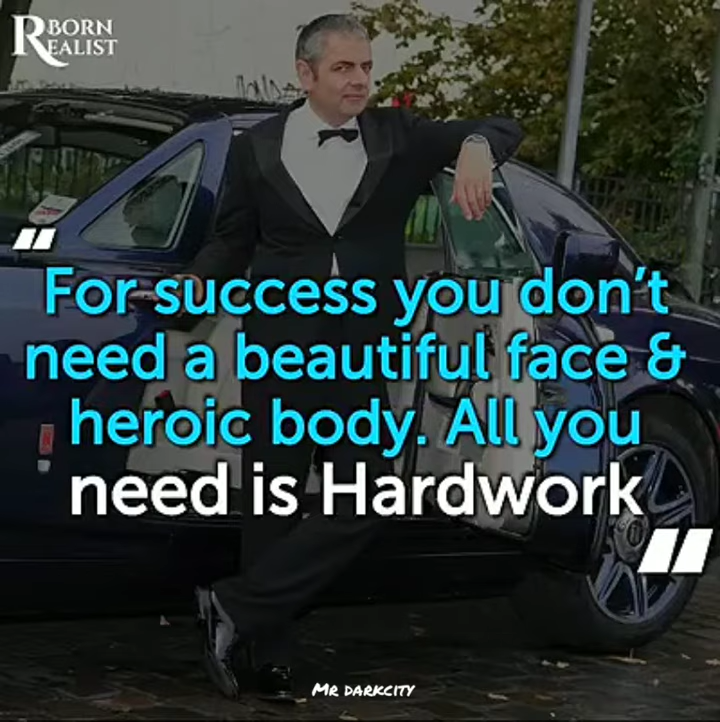 BORN
REALIST
“
For success you don't
need a beautiful face &
heroic body. All you
need is Hardwork
”
MR DARKCITY